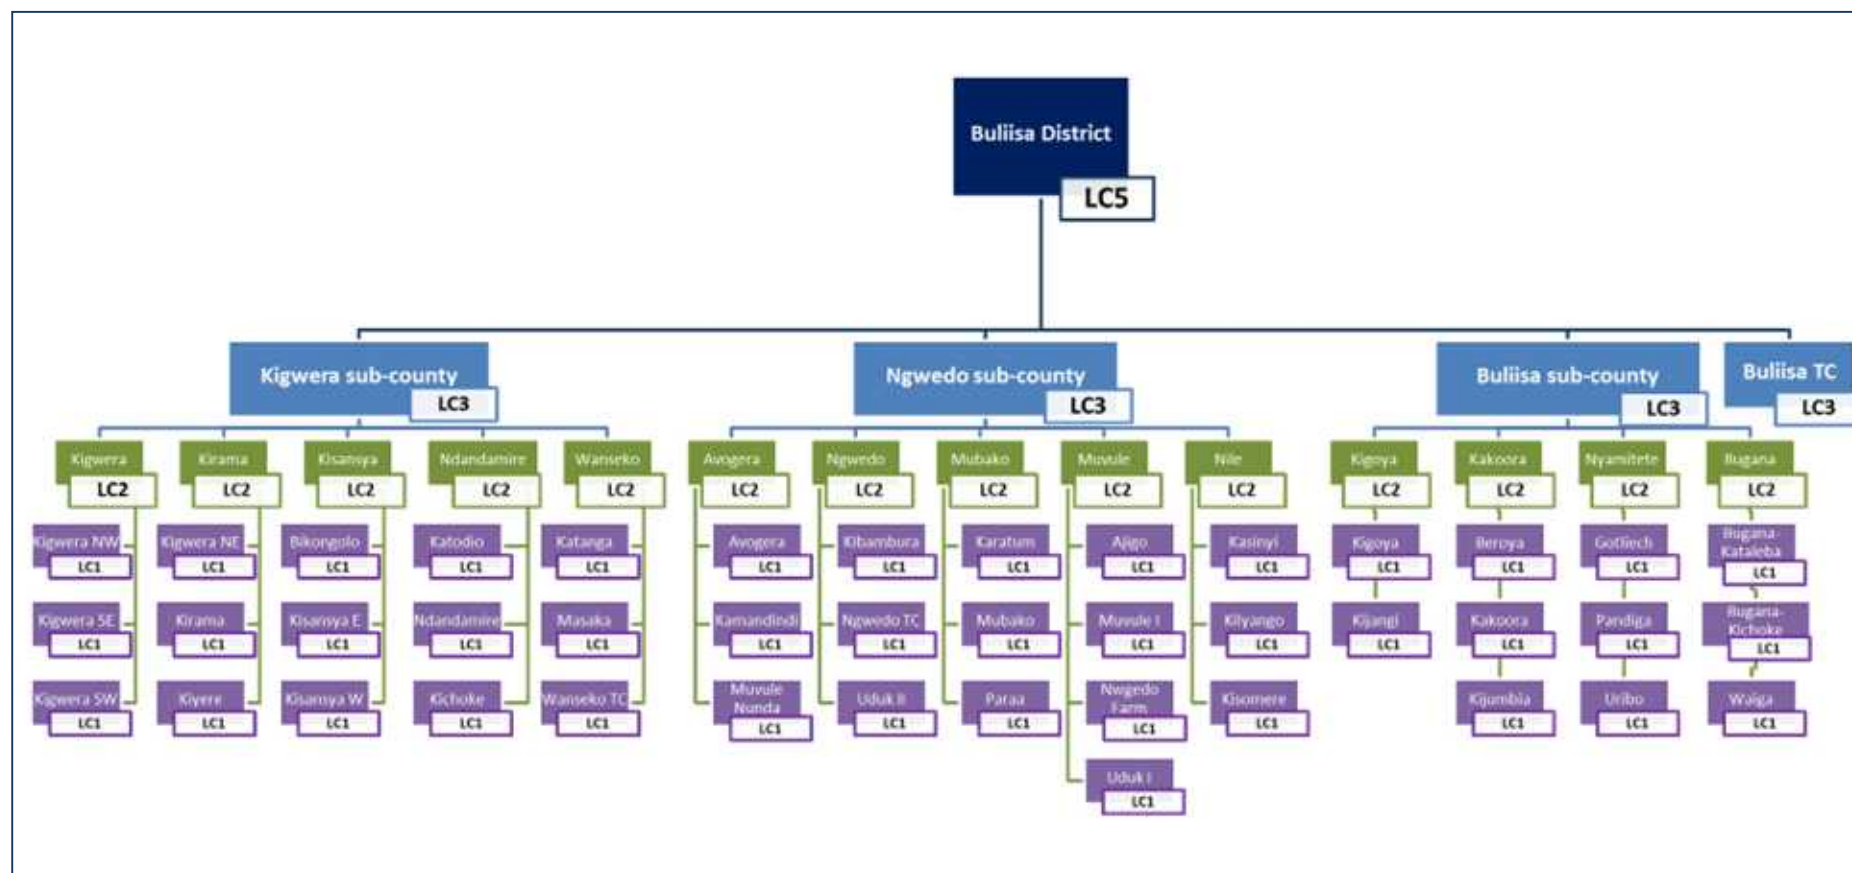 Buliisa District
LC5
Kigwera sub-county
LC3
Ngwedo sub-county
LC3
Buliisa sub-county
LC3
Buliisa TC
LC3
Kigwera
LC2
Kirama
LC2
Kisansya
LC2
Ndandamire
LC2
Wanseko
LC2
Avogera
LC2
Ngwedo
LC2
Mubako
LC2
Muvule
LC2
Nile
LC2
Kigoya
LC2
Kakoora
LC2
Nyamitete
LC2
Bugana
LC2
Kigwera NW
LC1
Kigwera NE
LC1
Bikongolo
LC1
Katodio
LC1
Katanga
LC1
Avogera
LC1
Kibambura
LC1
Karatum
LC1
Ajigo
LC1
Kasinyi
LC1
Kigoya
LC1
Beroya
LC1
Gotliech
LC1
Bugana-
Kataleba
LC1
Kigwera SE
LC1
Kirama
LC1
Kisansya E
LC1
Ndandamire
LC1
Masaka
LC1
Kamandindi
LC1
Ngwedo TC
LC1
Mubako
LC1
Muvule I
LC1
Kilyango
LC1
Kijangi
LC1
Kakoora
LC1
Pandiga
LC1
Bugana-
Kichoke
LC1
Kigwera SW
LC1
Kiyere
LC1
Kisansya W
LC1
Kichoke
LC1
Wanseko TC
LC1
Muvule
Nunda
LC1
Uduk II
LC1
Paraa
LC1
Nwgedo
Farm
LC1
Kisomere
LC1
Kijumbia
LC1
Uribo
LC1
Waiga
LC1
Uduk I
LC1